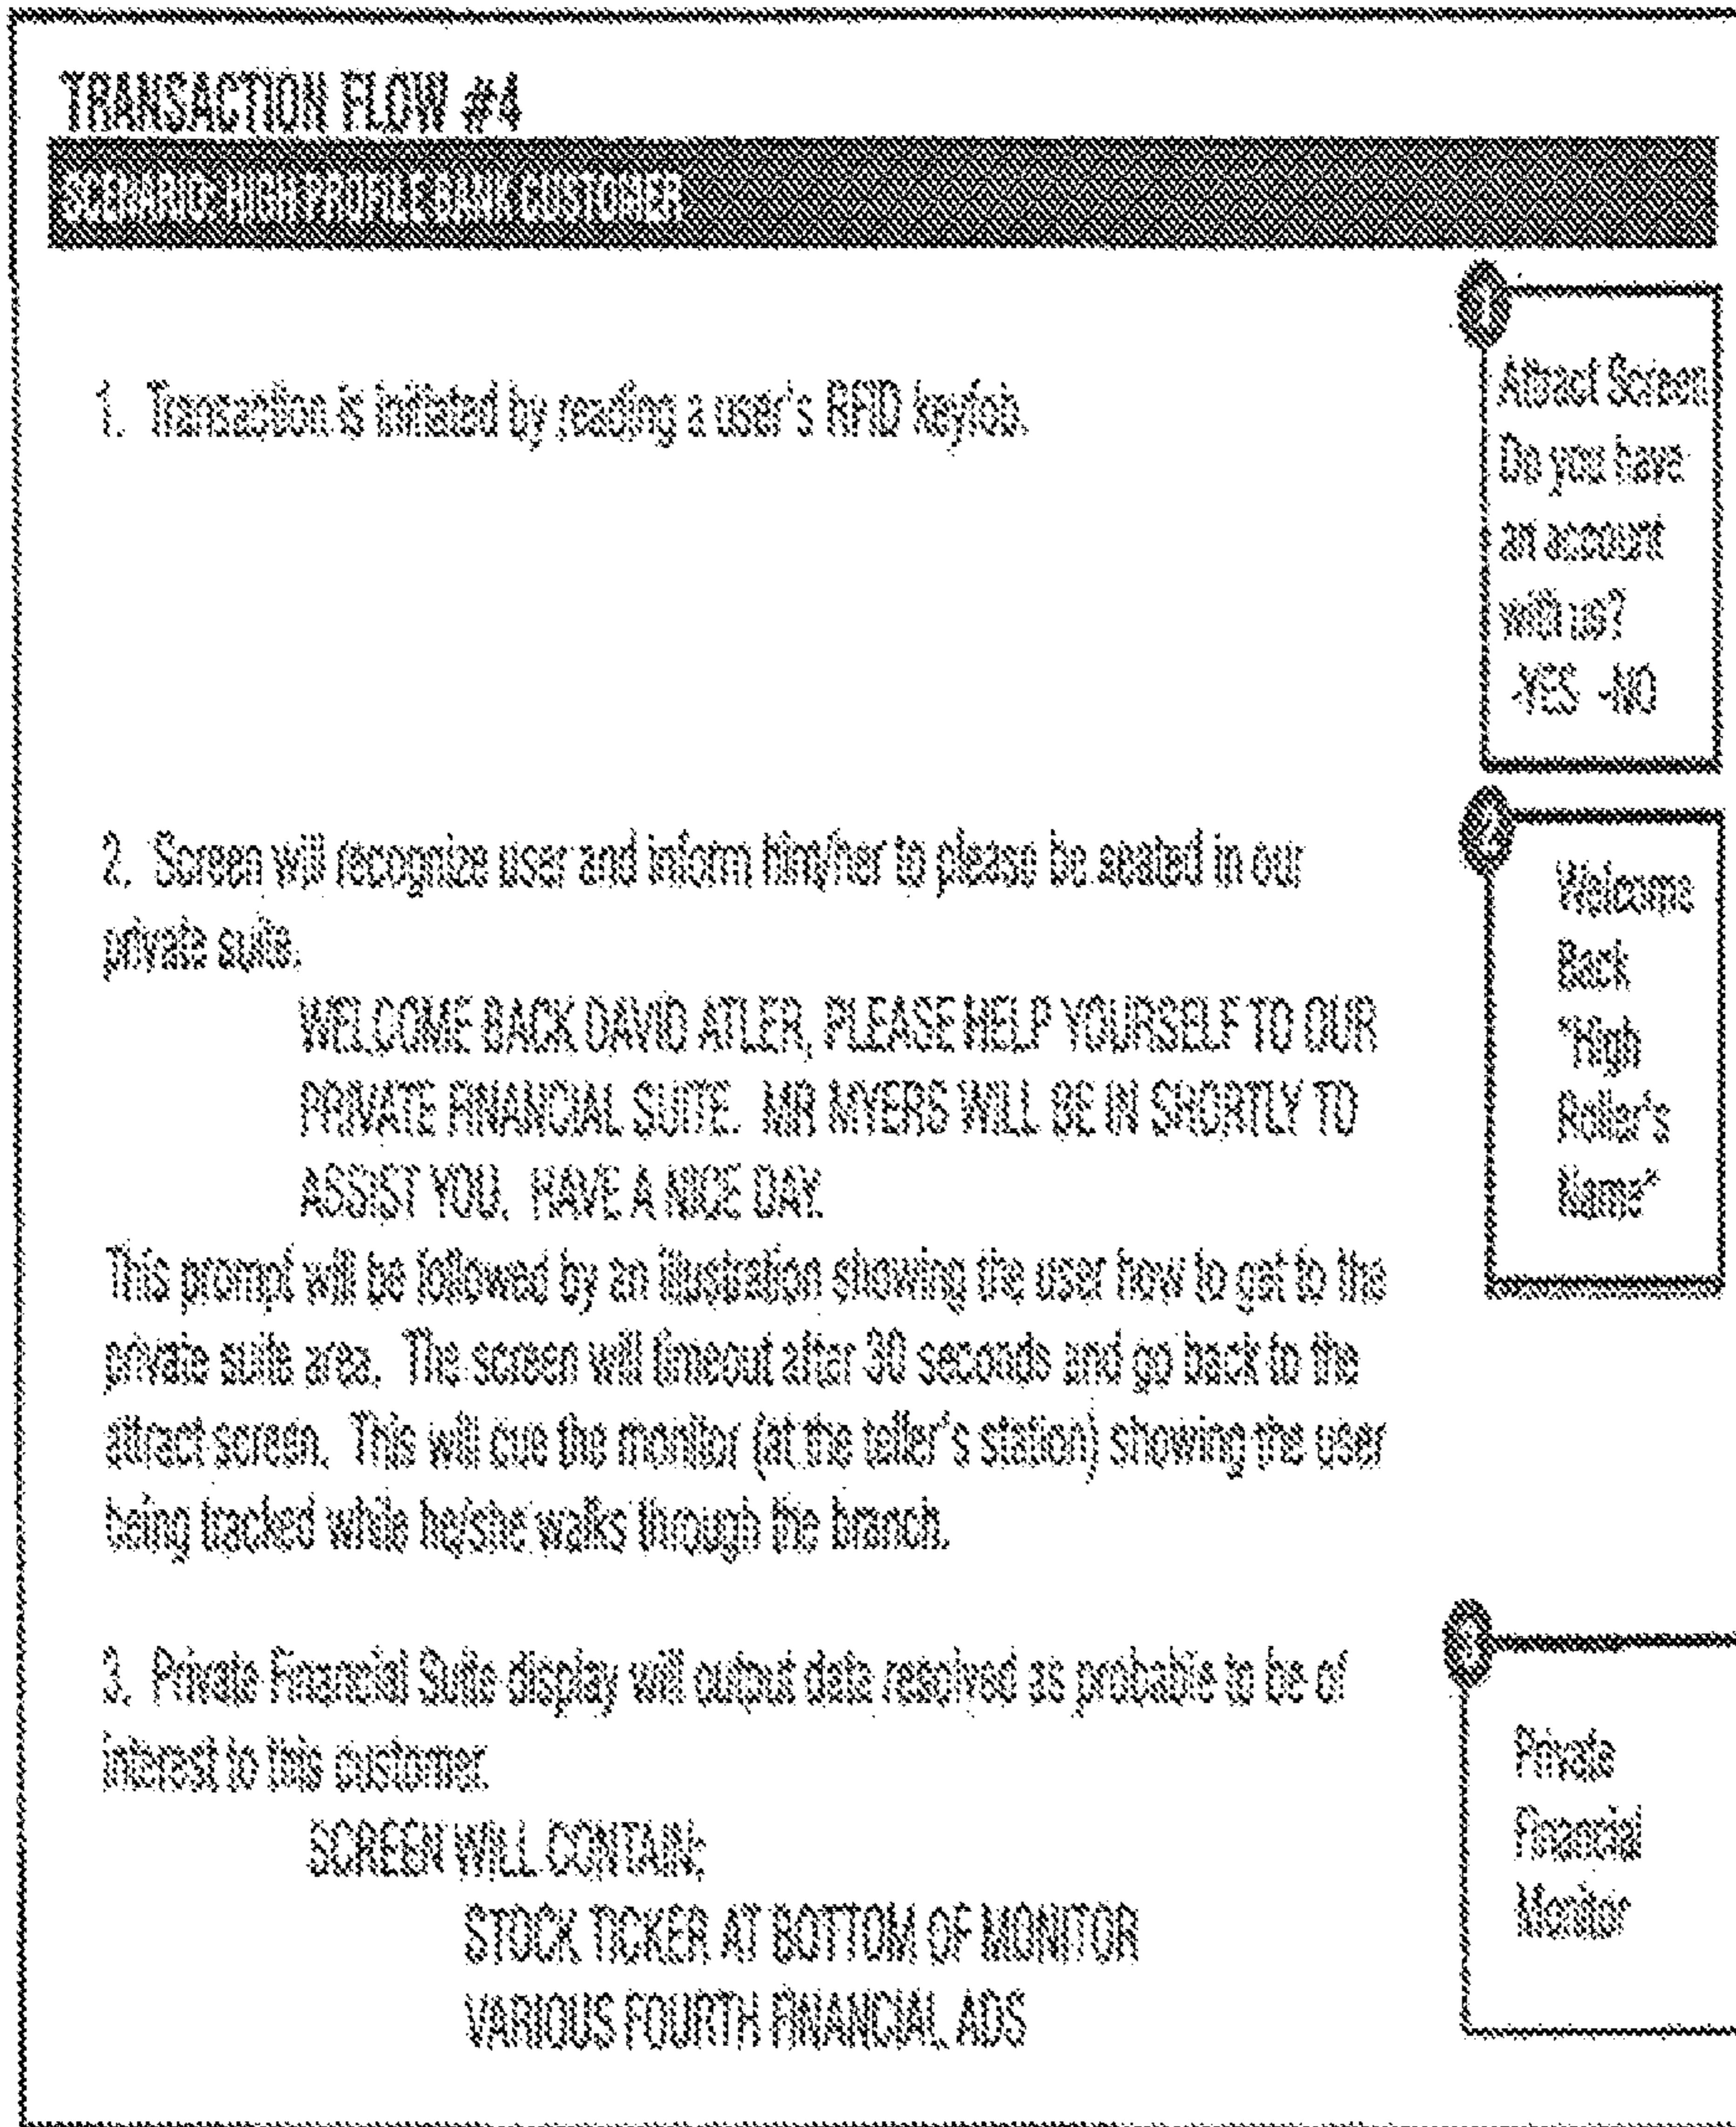 TRANSACTION FLOW #4
SCENARIO: HIGH PROFILE BANK CUSTOMER
1. Transaction is initiated by reading a user's RFID keyfob.
1
Attract Screen
Do you have
an account
with us?
-YES -NO
2. Screen will recognize user and inform him/her to please be seated in our
private suite.
WELCOME BACK DAVID ATLER, PLEASE HELP YOURSELF TO OUR
PRIVATE FINANCIAL SUITE. MR MYERS WILL BE IN SHORTLY TO
ASSIST YOU. HAVE A NICE DAY.
This prompt will be followed by an illustration showing the user how to get to the
private suite area. The screen will timeout after 30 seconds and go back to the
attract screen. This will cue the monitor (at the teller's station) showing the user
being tracked while he/she walks through the branch.
2
Welcome
Back
"High
Roller's
Name"
3. Private Financial Suite display will output data resolved as probable to be of
interest to this customer.
SCREEN WILL CONTAIN:
STOCK TICKER AT BOTTOM OF MONITOR
VARIOUS FOURTH FINANCIAL ADS
3
Private
Financial
Monitor